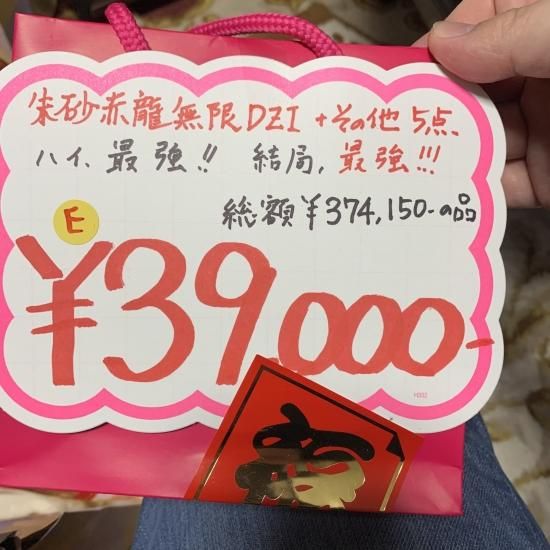 朱砂赤龍無限DZI+その他5点、
ハイ、最強!! 結局,最強!!!
総額¥374,150-の品
E
¥39,000-
H332